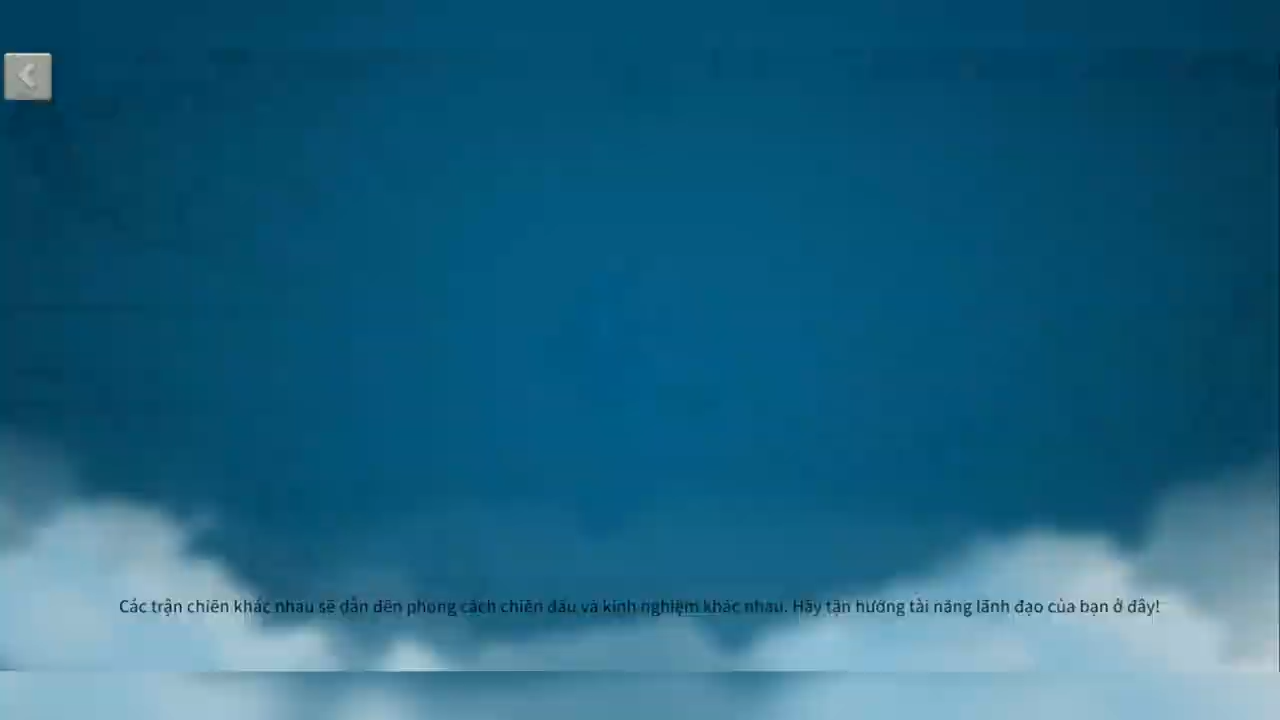 Các trận chiến khác nhau sẽ dẫn đến phong cách chiến đấu và kinh nghiệm khác nhau. Hãy tận hưởng tài năng lãnh đạo của bạn ở đây!